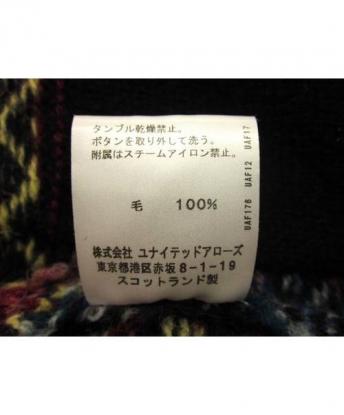 タンブル乾燥禁止。
ボタンを取り外して洗う。
附属はスチームアイロン禁止。
毛 100%
株式会社 ユナイテッドアローズ
東京都港区赤坂8-1-19
スコットランド製
UAF176 UAF12 UAF17